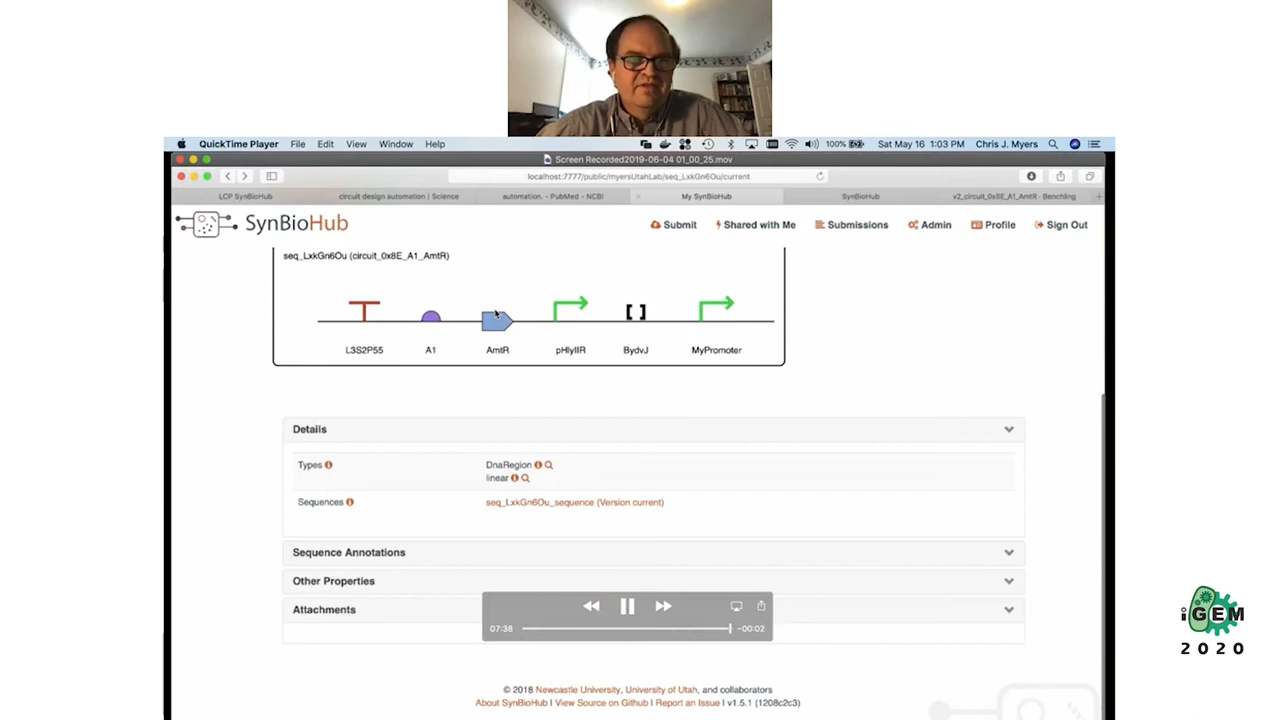 QuickTime Player File Edit View Window Help 100% Sat May 16 1:03 PM Chris J. Myers
Screen Recorded2019-06-04 01_00_25.mov
localhost:7777/public/myersUtahLab/seq_LxkGn6Ou/current
LCP SynBioHub circuit design automation | Science automation. - PubMed - NCBI My SynBioHub SynBioHub v2_circuit_0x8E_A1_AmtR · Benchling
SynBioHub Submit Shared with Me Submissions Admin Profile Sign Out
seq_LxkGn6Ou (circuit_0x8E_A1_AmtR)
L3S2P55 A1 AmtR pHlyIIR BydvJ MyPromoter
Details
Types DnaRegion
linear
Sequences seq_LxkGn6Ou_sequence (Version current)
Sequence Annotations
Other Properties
Attachments
07:38 -00:02
© 2018 Newcastle University, University of Utah, and collaborators
About SynBioHub | View Source on Github | Report an Issue | v1.5.1 (1208c2c3)
iGEM
2020